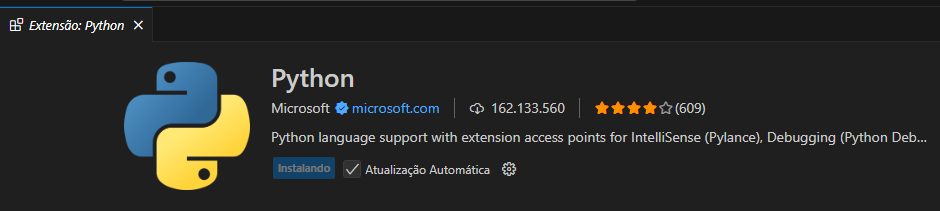 Extensão: Python
Python
Microsoft microsoft.com 162.133.560 (609)
Python language support with extension access points for IntelliSense (Pylance), Debugging (Python Deb...
Instalando Atualização Automática